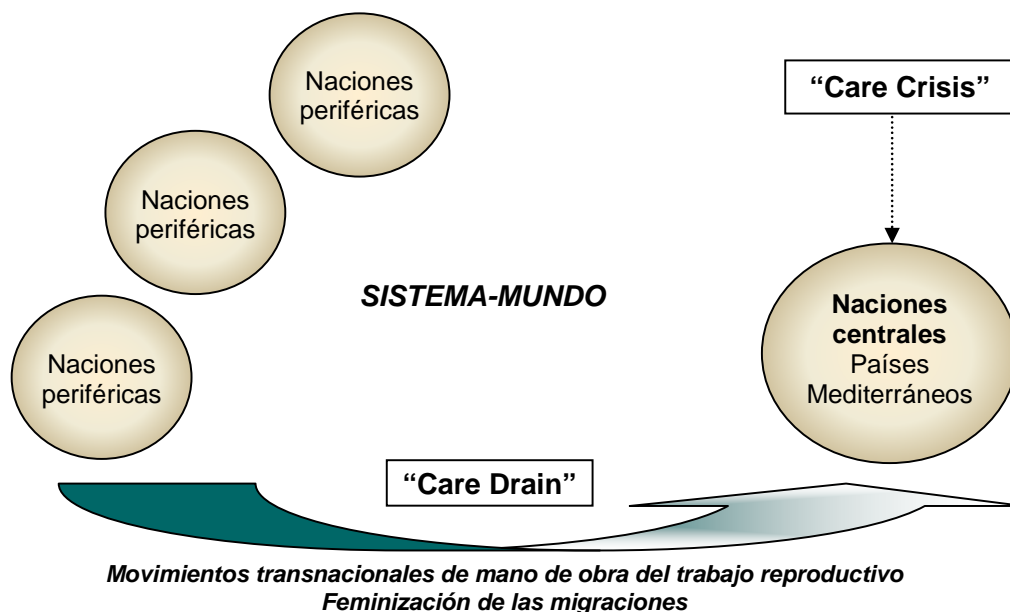 Naciones
periféricas
“Care Crisis”
Naciones
periféricas
SISTEMA-MUNDO
Naciones
centrales
Países
Mediterráneos
Naciones
periféricas
“Care Drain”
Movimientos transnacionales de mano de obra del trabajo reproductivo
Feminización de las migraciones